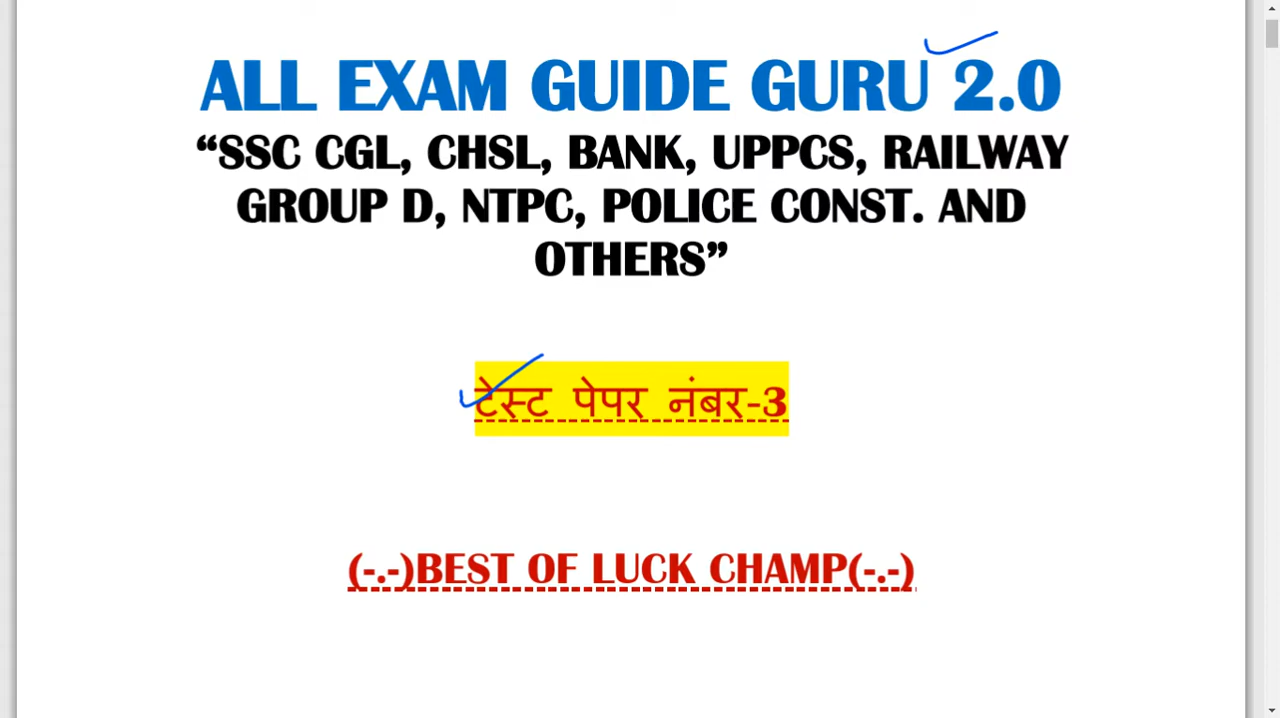 ALL EXAM GUIDE GURU 2.0
“SSC CGL, CHSL, BANK, UPPCS, RAILWAY
GROUP D, NTPC, POLICE CONST. AND
OTHERS”
टेस्ट पेपर नंबर-3
(-.-)BEST OF LUCK CHAMP(-.-)